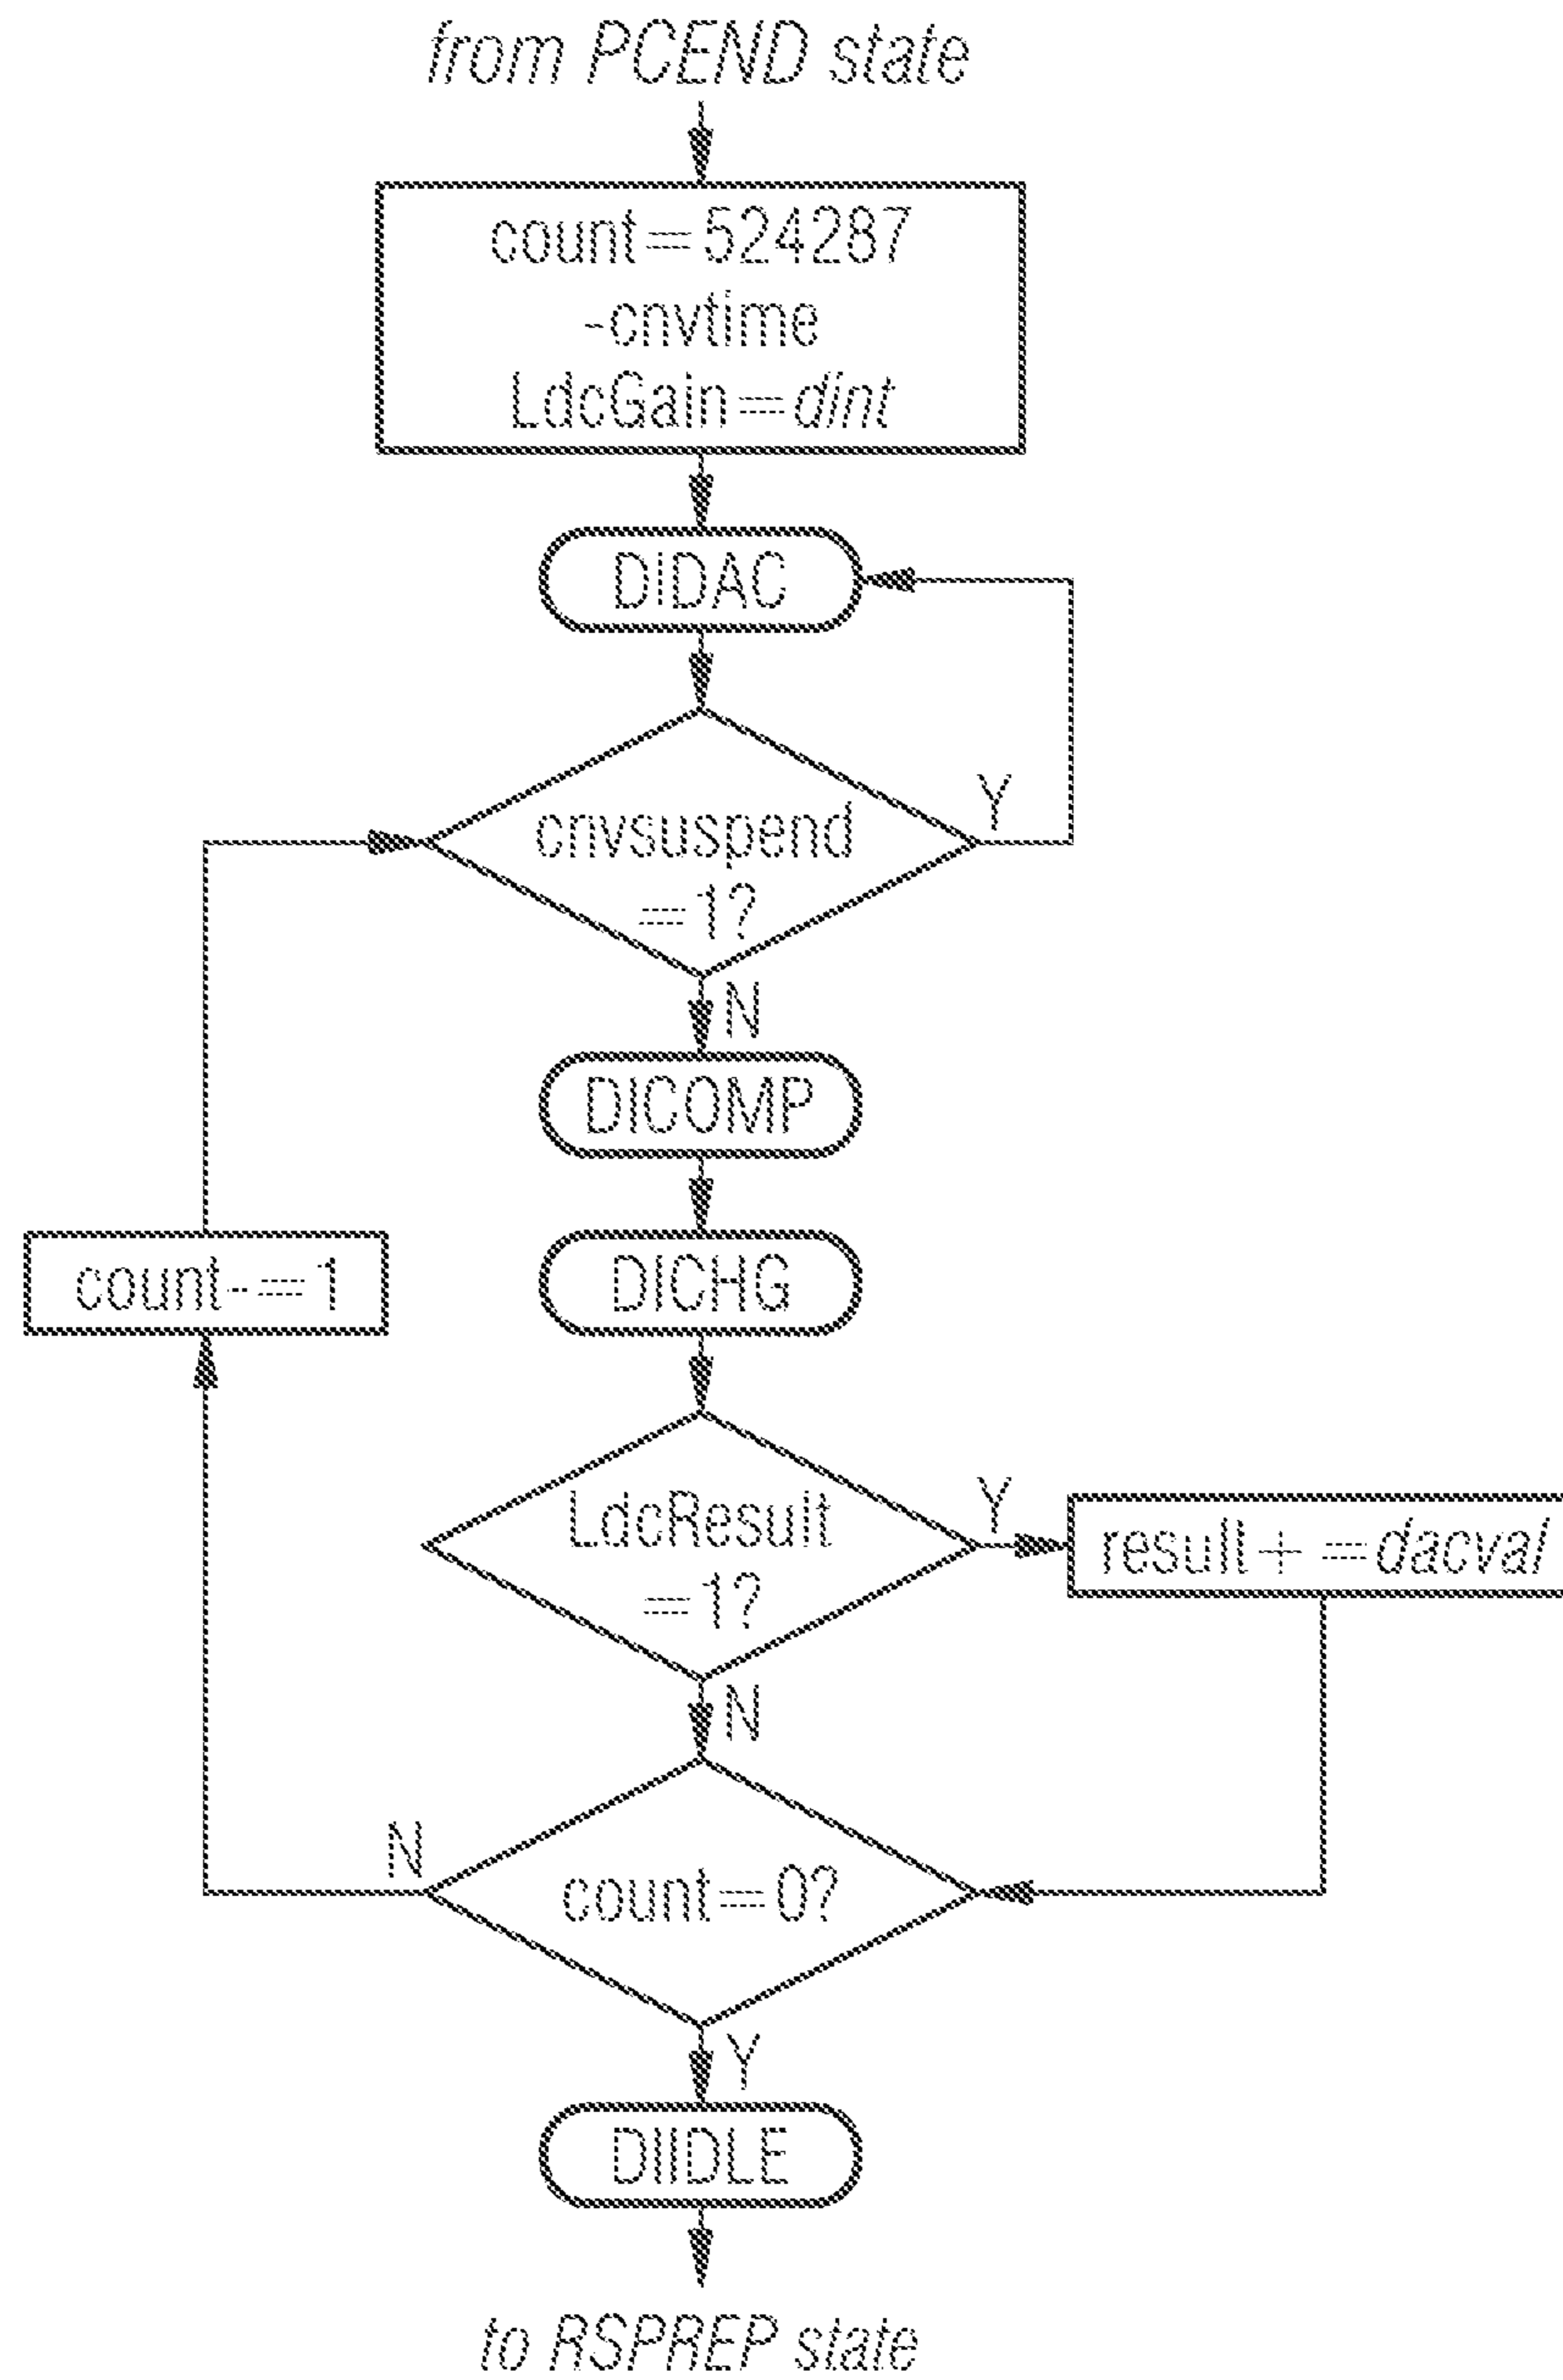 from PCEND state
count=524287
-cnvtime
LdcGain=dint
DIDAC
Y
cnvsuspend
=1?
N
DICOMP
DICHG
count-=1
LdcResult
=1?
Y
result+=dacval
N
N
count=0?
Y
DIIDLE
to RSPREP state